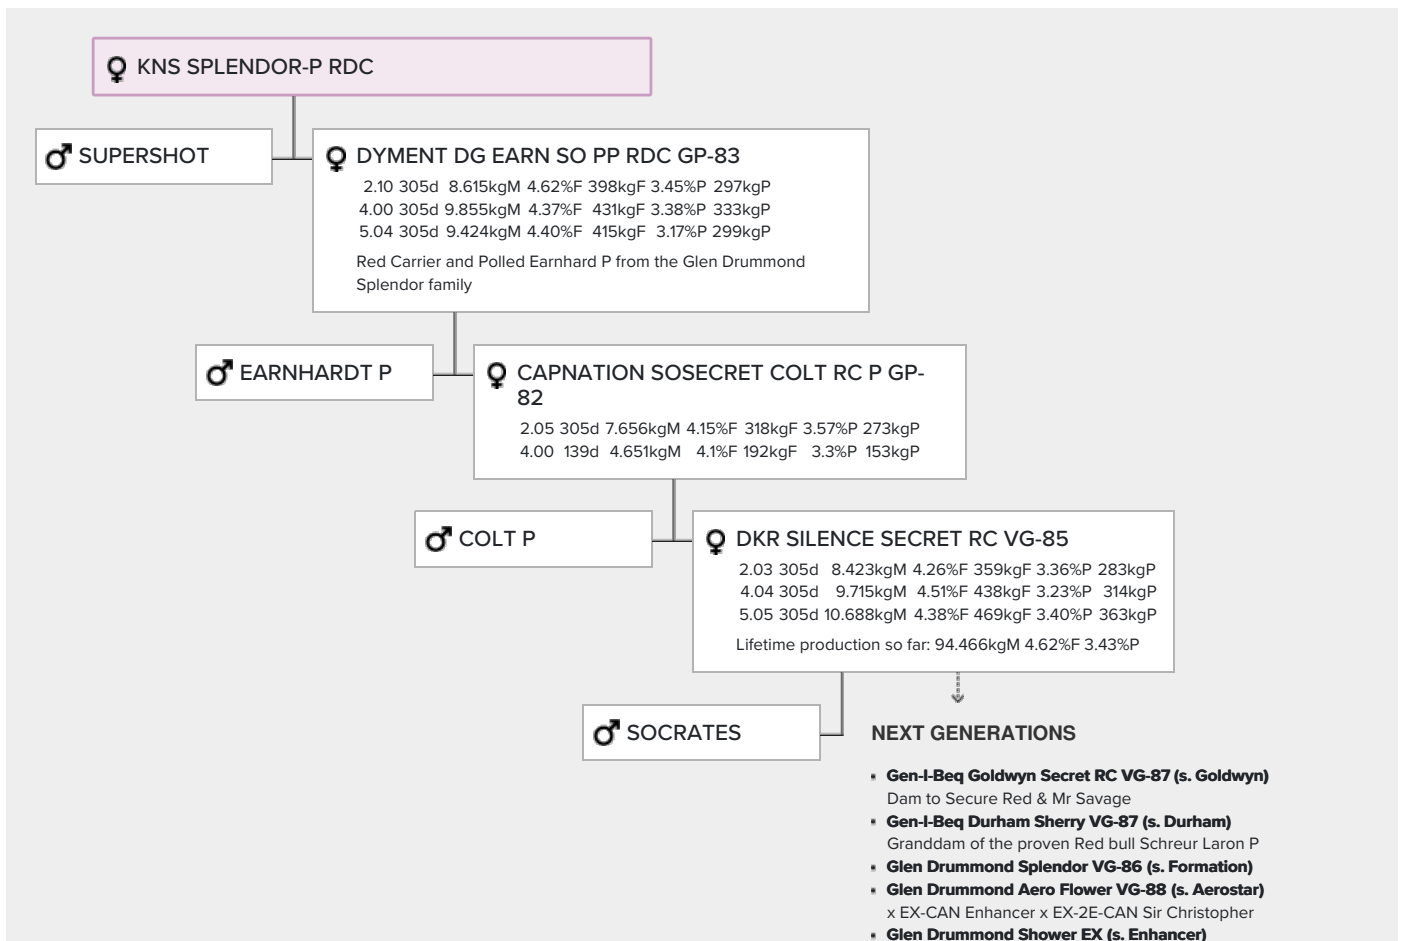 KNS SPLENDOR-P RDC
SUPERSHOT
DYMENT DG EARN SO PP RDC GP-83
2.10 305d 8.615kgM 4.62%F 398kgF 3.45%P 297kgP
4.00 305d 9.855kgM 4.37%F 431kgF 3.38%P 333kgP
5.04 305d 9.424kgM 4.40%F 415kgF 3.17%P 299kgP
Red Carrier and Polled Earnhard P from the Glen Drummond
Splendor family
EARNHARDT P
CAPNATION SOSECRET COLT RC P GP-
82
2.05 305d 7.656kgM 4.15%F 318kgF 3.57%P 273kgP
4.00 139d 4.651kgM 4.1%F 192kgF 3.3%P 153kgP
COLT P
DKR SILENCE SECRET RC VG-85
2.03 305d 8.423kgM 4.26%F 359kgF 3.36%P 283kgP
4.04 305d 9.715kgM 4.51%F 438kgF 3.23%P 314kgP
5.05 305d 10.688kgM 4.38%F 469kgF 3.40%P 363kgP
Lifetime production so far: 94.466kgM 4.62%F 3.43%P
SOCRATES
NEXT GENERATIONS
Gen-I-Beq Goldwyn Secret RC VG-87 (s. Goldwyn)
Dam to Secure Red & Mr Savage
Gen-I-Beq Durham Sherry VG-87 (s. Durham)
Granddam of the proven Red bull Schreur Laron P
Glen Drummond Splendor VG-86 (s. Formation)
Glen Drummond Aero Flower VG-88 (s. Aerostar)
x EX-CAN Enhancer x EX-2E-CAN Sir Christopher
Glen Drummond Shower EX (s. Enhancer)